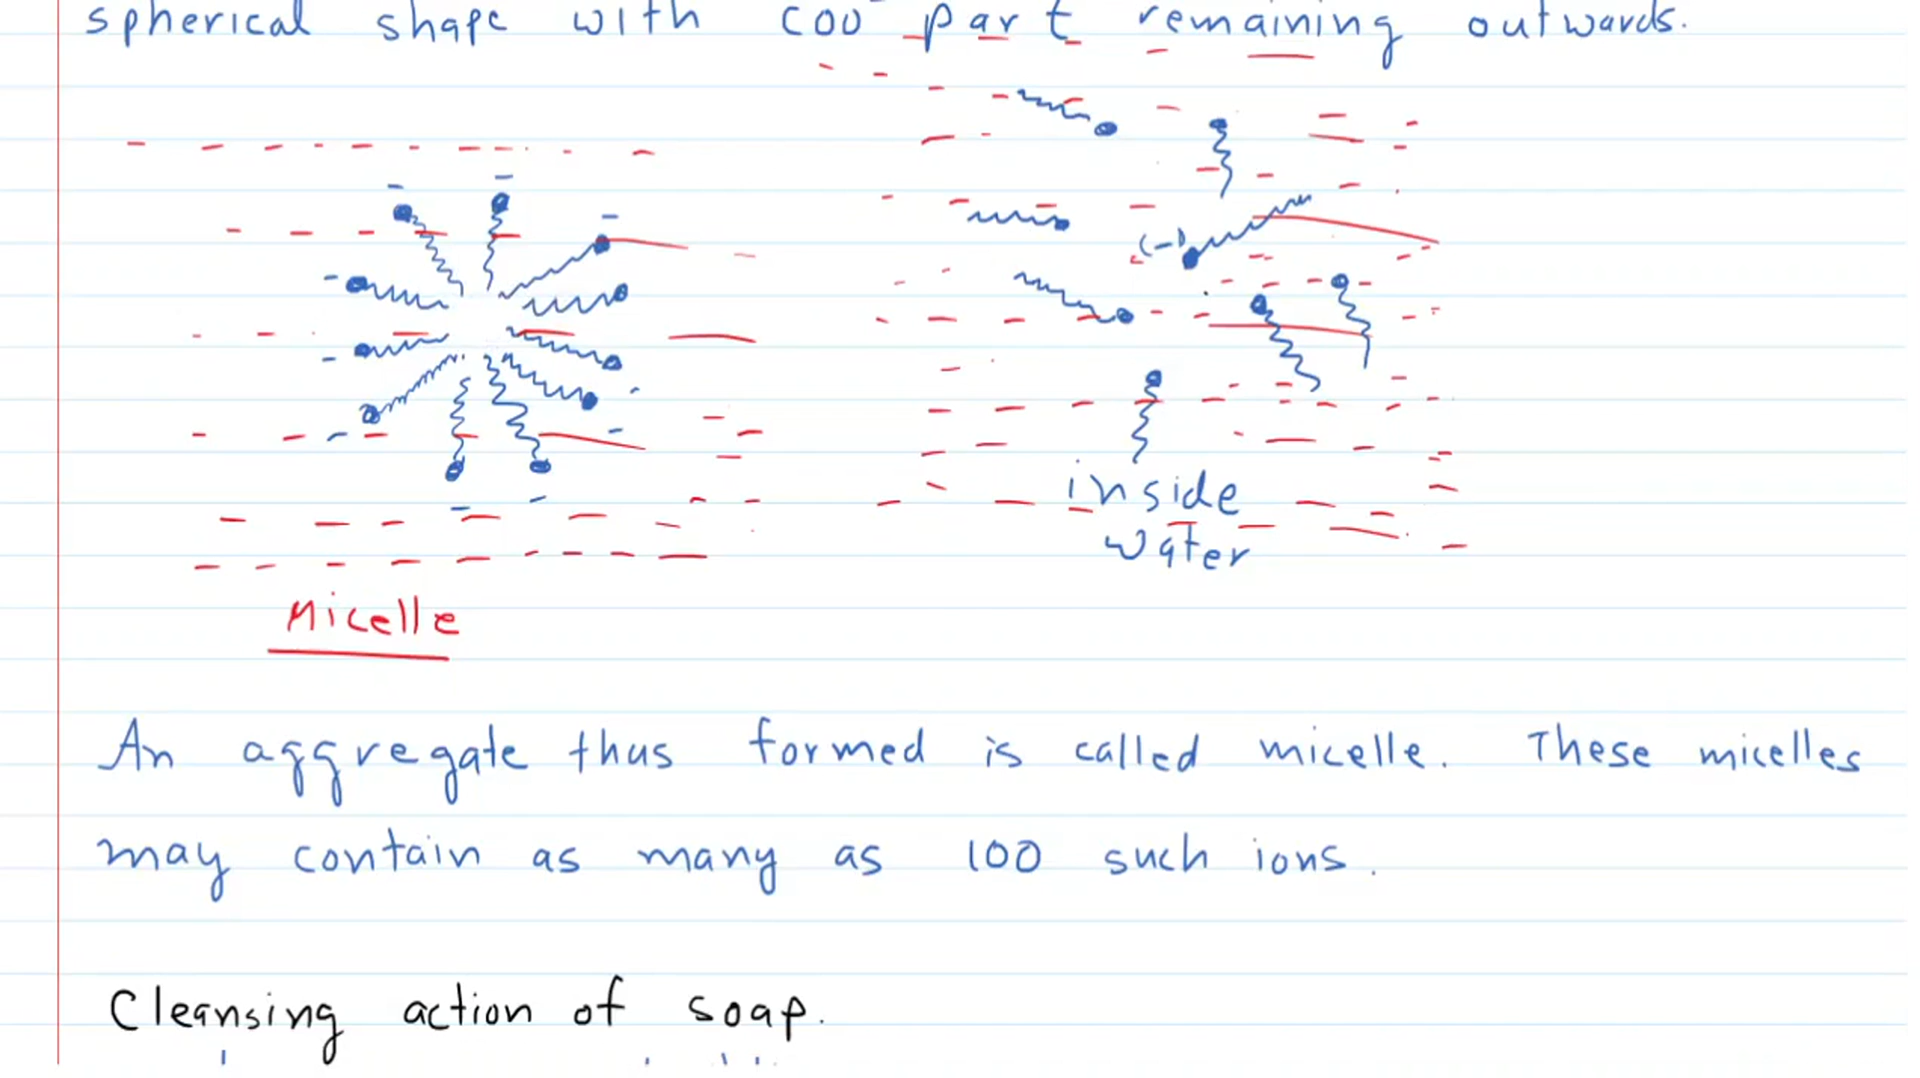 spherical shape with COO⁻ part remaining outwards.
(-)
inside
water
Micelle
An aggregate thus formed is called micelle. These micelles
may contain as many as 100 such ions.
Cleansing action of soap.